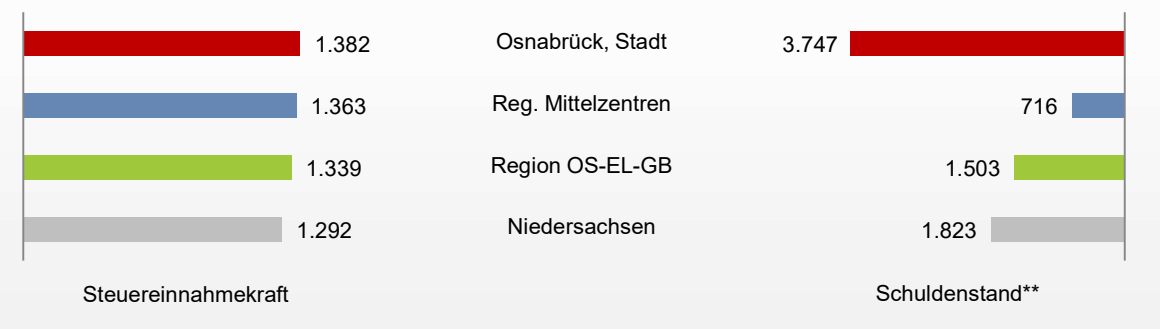 1.382 Osnabrück, Stadt 3.747
1.363 Reg. Mittelzentren 716
1.339 Region OS-EL-GB 1.503
1.292 Niedersachsen 1.823
Steuereinnahmekraft Schuldenstand**